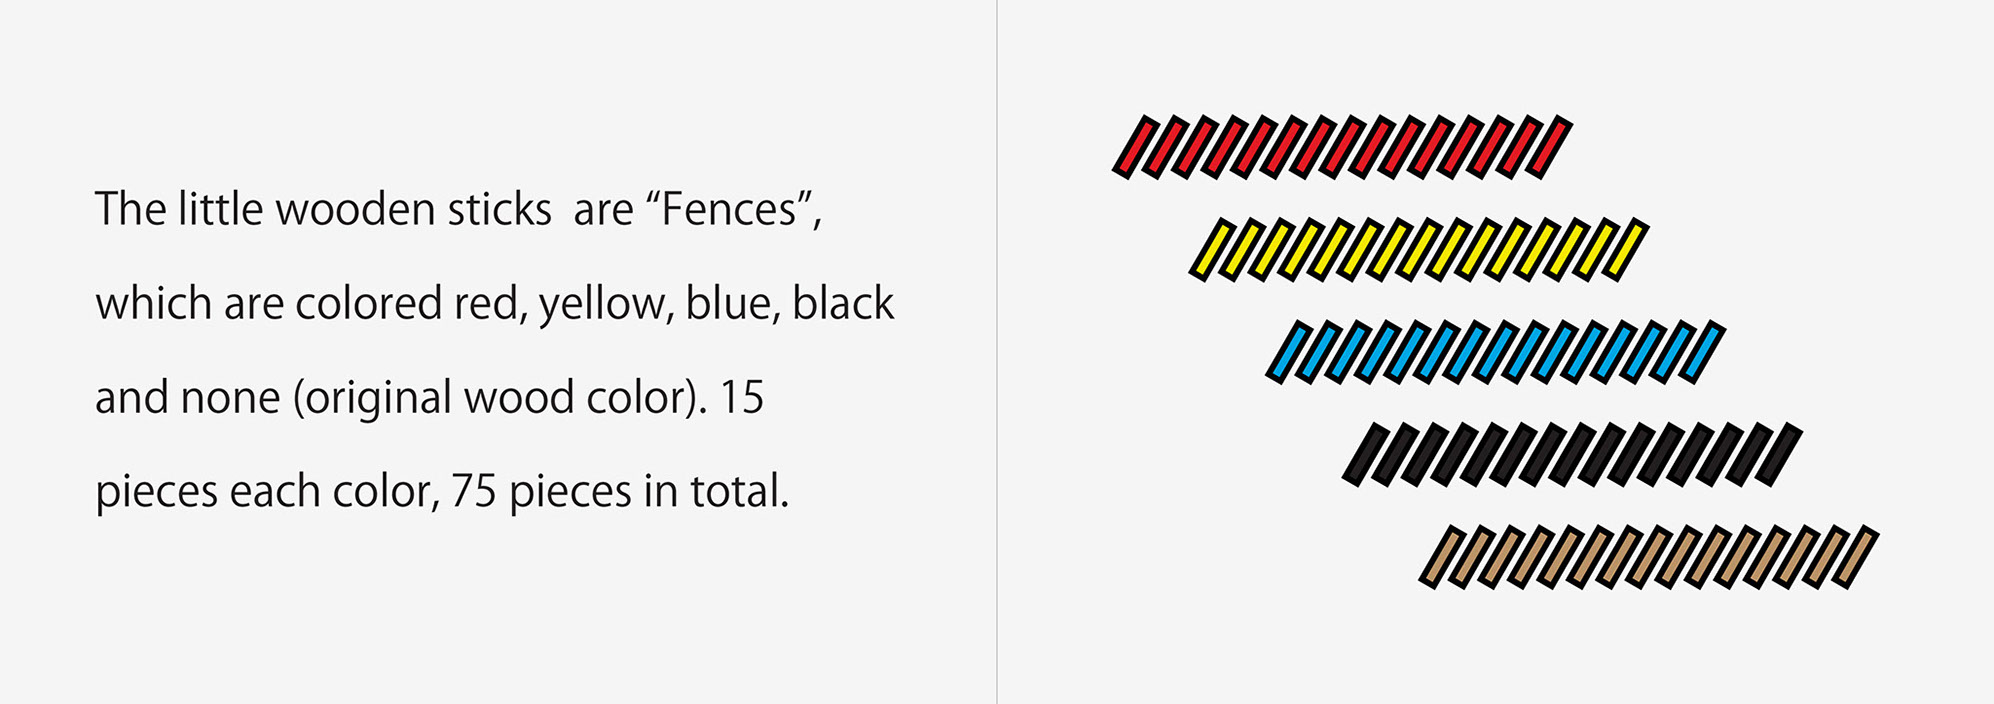 The little wooden sticks  are “Fences”,
which are colored red, yellow, blue, black
and none (original wood color). 15
pieces each color, 75 pieces in total.